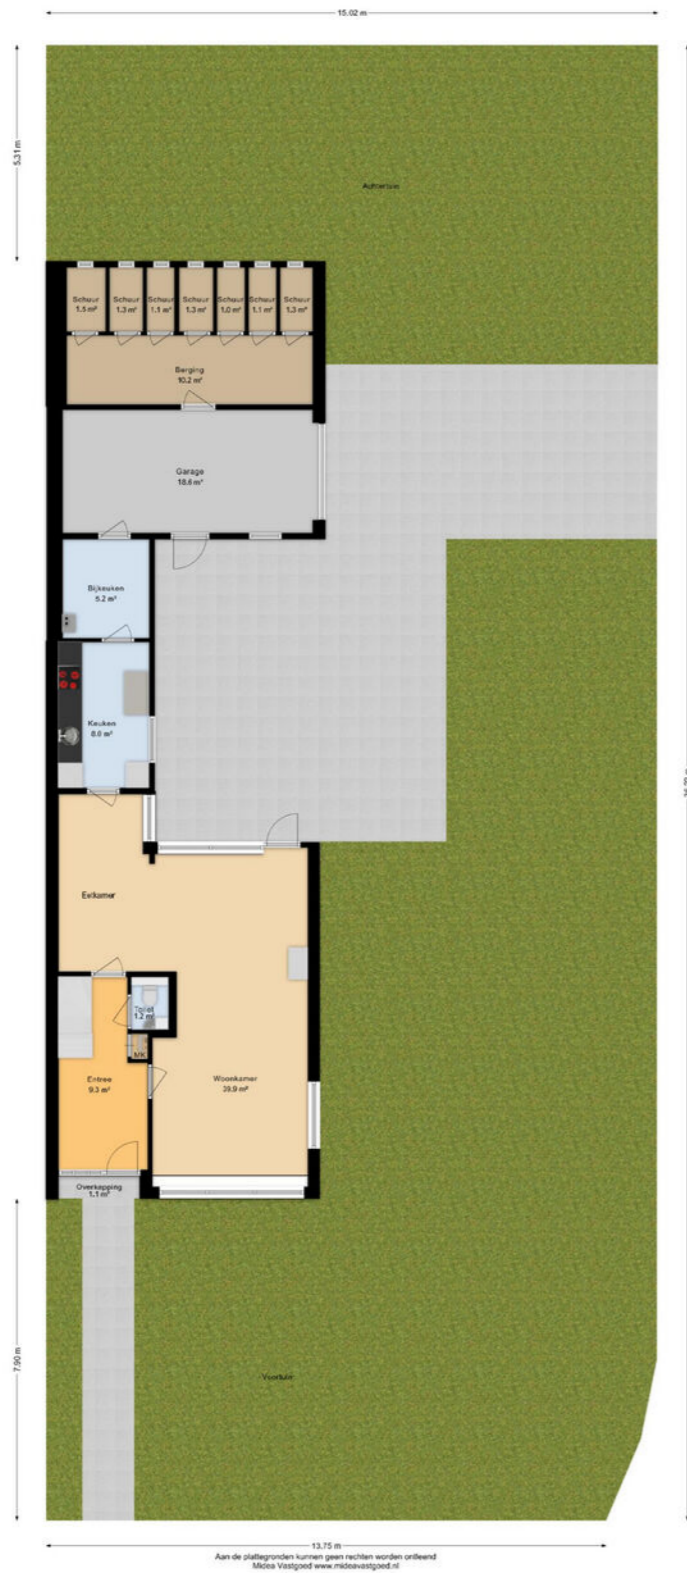 15.02 m
5.31 m
Achtertuin
Schuur
1.5 m²
Schuur
1.3 m²
Schuur
1.1 m²
Schuur
1.3 m²
Schuur
1.0 m²
Schuur
1.1 m²
Schuur
1.3 m²
Berging
10.2 m²
Garage
18.6 m²
Bijkeuken
5.2 m²
Keuken
8.0 m²
Eetkamer
Toilet
1.2 m²
MK
Entree
9.3 m²
Woonkamer
39.9 m²
Overkapping
1.1 m²
7.90 m
Voortuin
13.75 m
Aan de plattegronden kunnen geen rechten worden ontleend
Midea Vastgoed www.mideavastgoed.nl